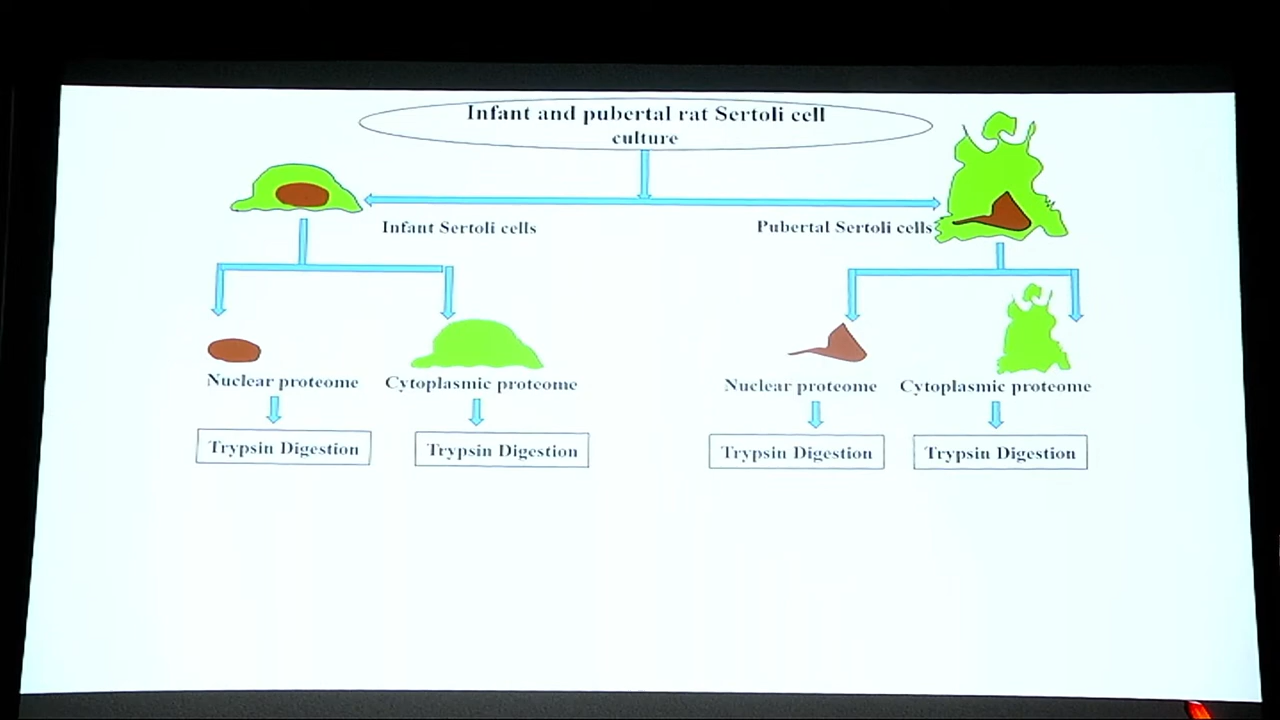 Infant and pubertal rat Sertoli cell
culture
Infant Sertoli cells
Pubertal Sertoli cells
Nuclear proteome
Cytoplasmic proteome
Nuclear proteome
Cytoplasmic proteome
Trypsin Digestion
Trypsin Digestion
Trypsin Digestion
Trypsin Digestion